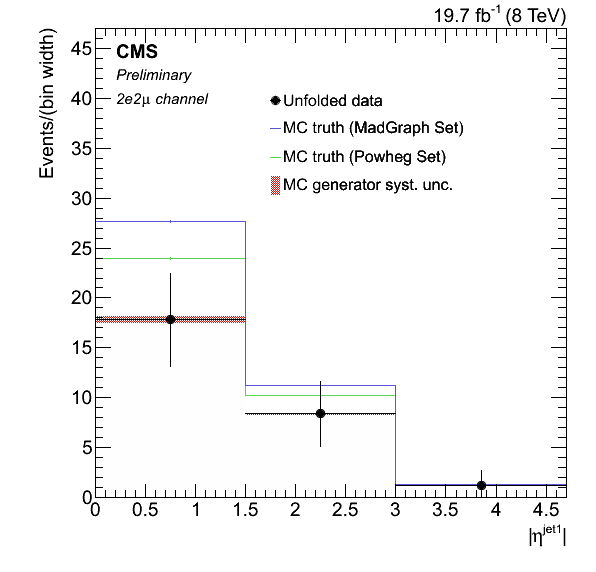 19.7 fb⁻¹ (8 TeV)
Events/(bin width)
CMS
Preliminary
2e2μ channel
Unfolded data
MC truth (MadGraph Set)
MC truth (Powheg Set)
MC generator syst. unc.
45
40
35
30
25
20
15
10
5
0
0 0.5 1 1.5 2 2.5 3 3.5 4 4.5
|η^jet1|